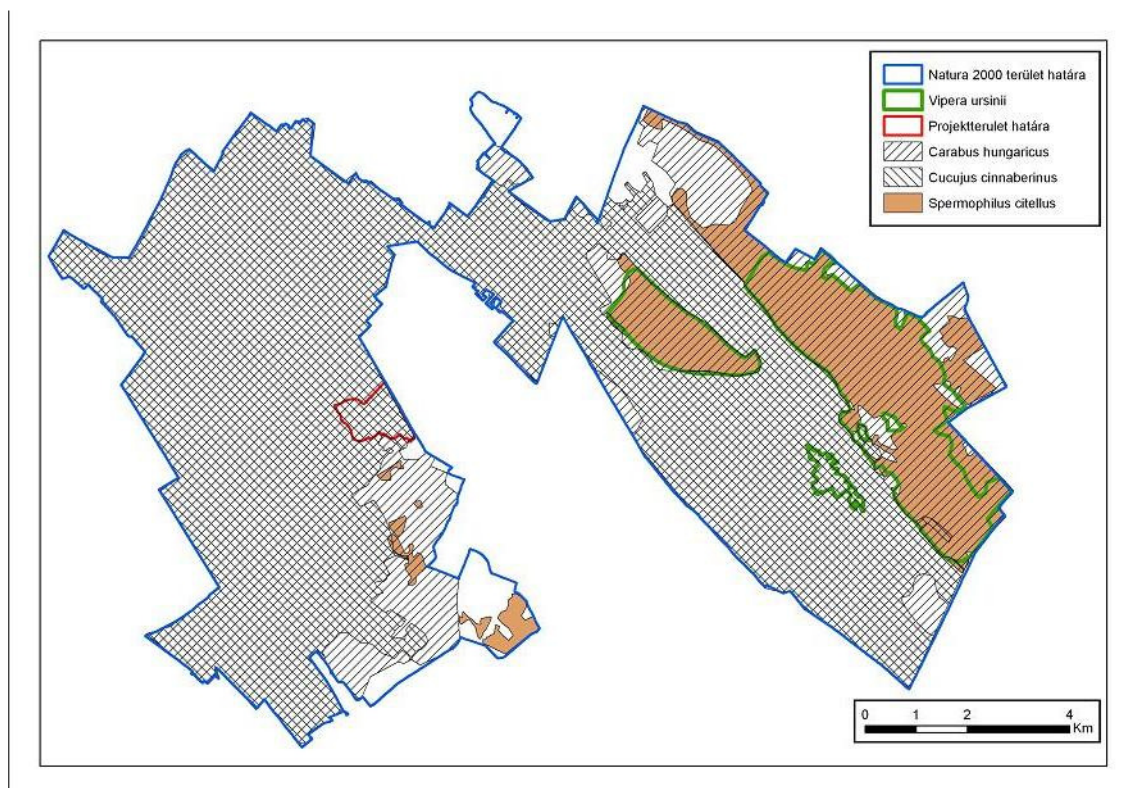 Natura 2000 terület határa
Vipera ursinii
Projektterulet határa
Carabus hungaricus
Cucujus cinnaberinus
Spermophilus citellus
0 1 2 4
Km